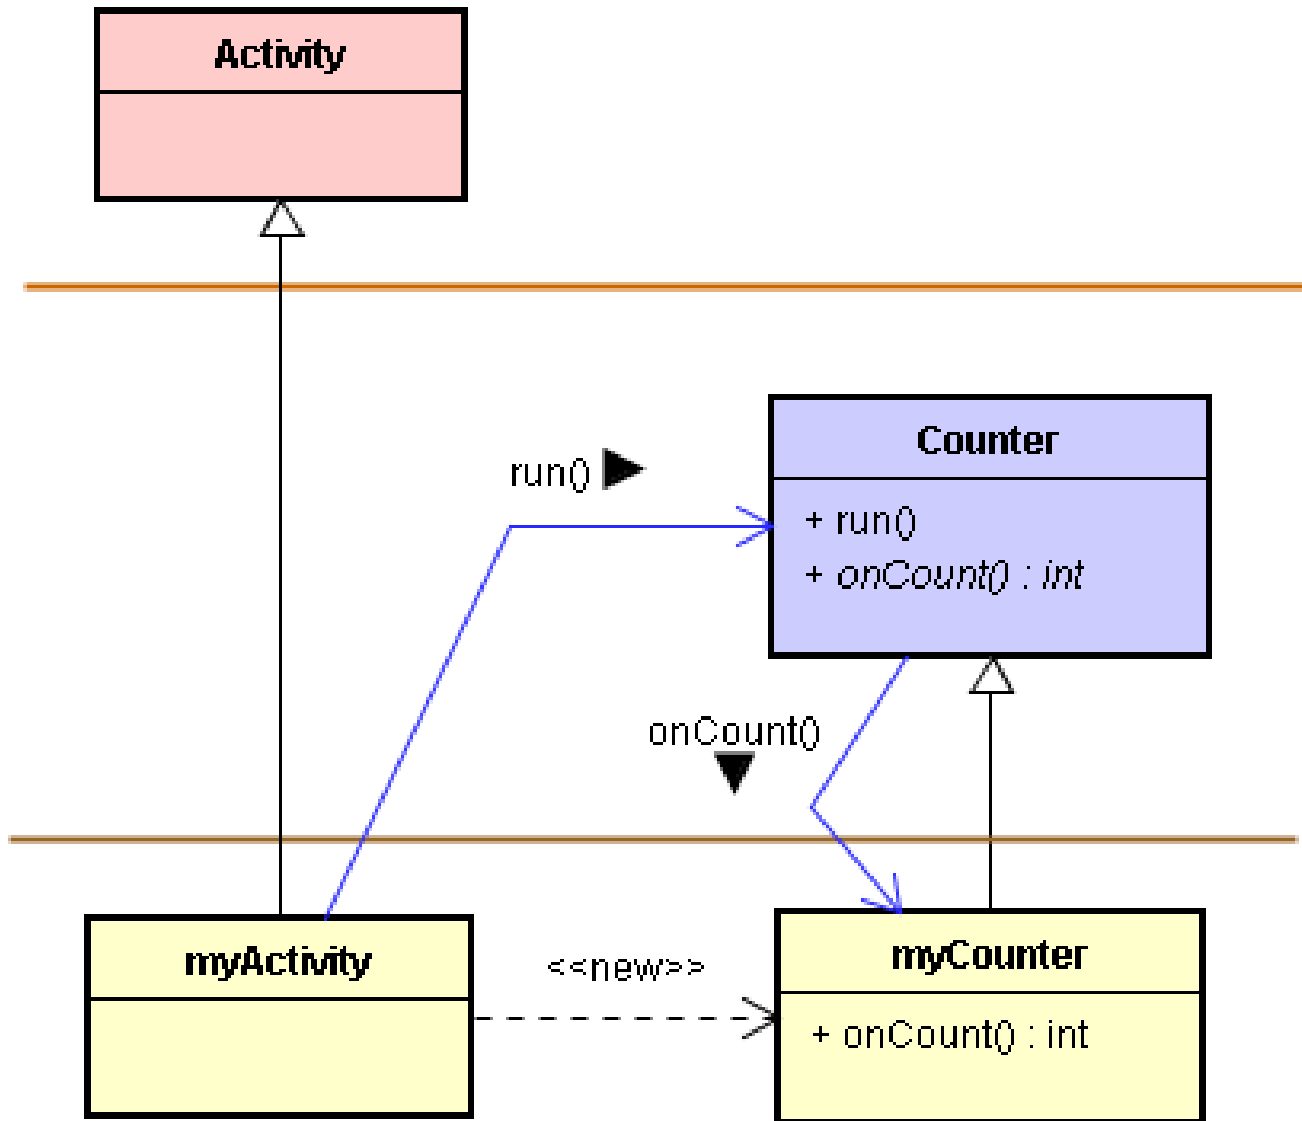 Activity
run()
Counter
+ run()
+ onCount() : int
onCount()
myActivity
<<new>>
myCounter
+ onCount() : int